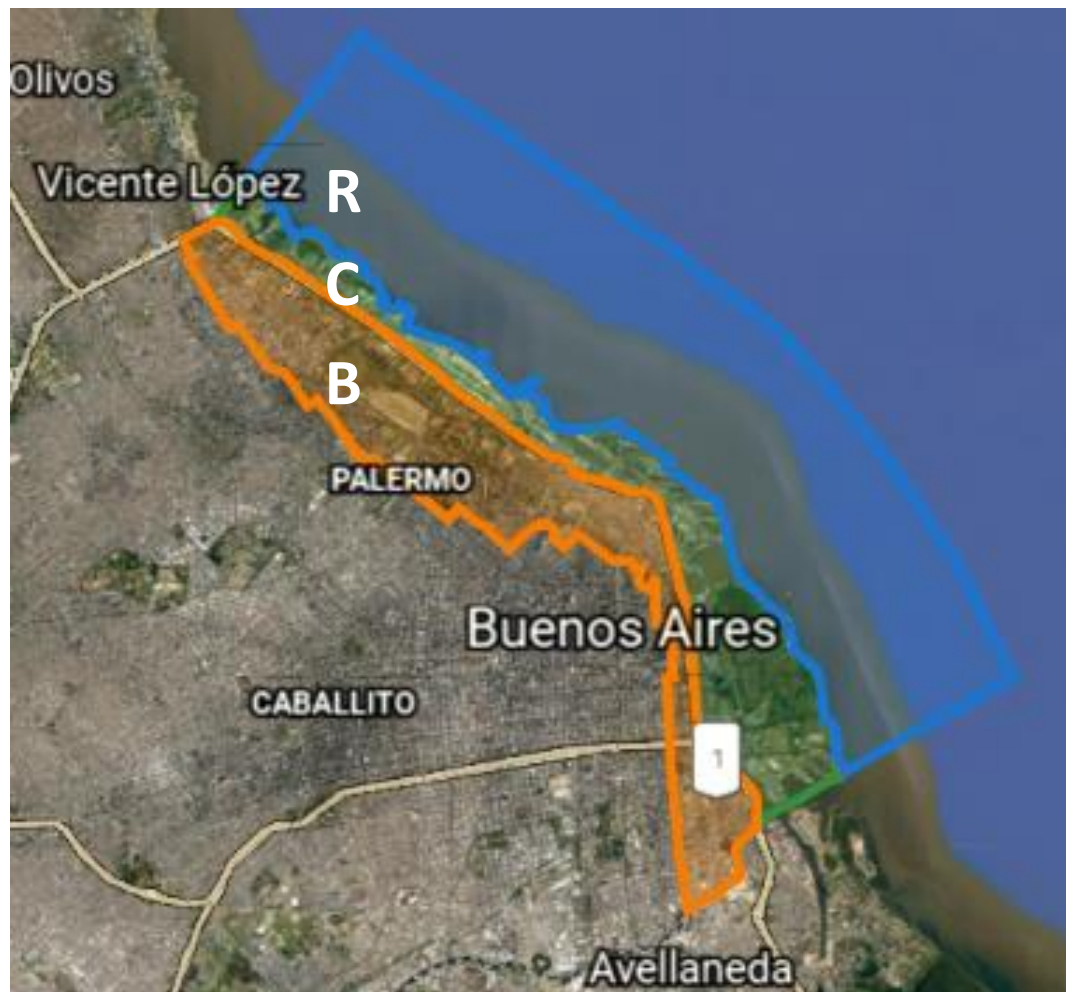 Olivos
Vicente López
R
C
B
PALERMO
Buenos Aires
CABALLITO
1
Avellaneda